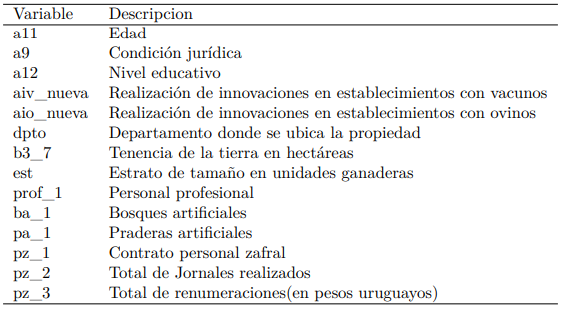 Variable Descripcion
a11 Edad
a9 Condición jurídica
a12 Nivel educativo
aiv_nueva Realización de innovaciones en establecimientos con vacunos
aio_nueva Realización de innovaciones en establecimientos con ovinos
dpto Departamento donde se ubica la propiedad
b3_7 Tenencia de la tierra en hectáreas
est Estrato de tamaño en unidades ganaderas
prof_1 Personal profesional
ba_1 Bosques artificiales
pa_1 Praderas artificiales
pz_1 Contrato personal zafral
pz_2 Total de Jornales realizados
pz_3 Total de renumeraciones(en pesos uruguayos)